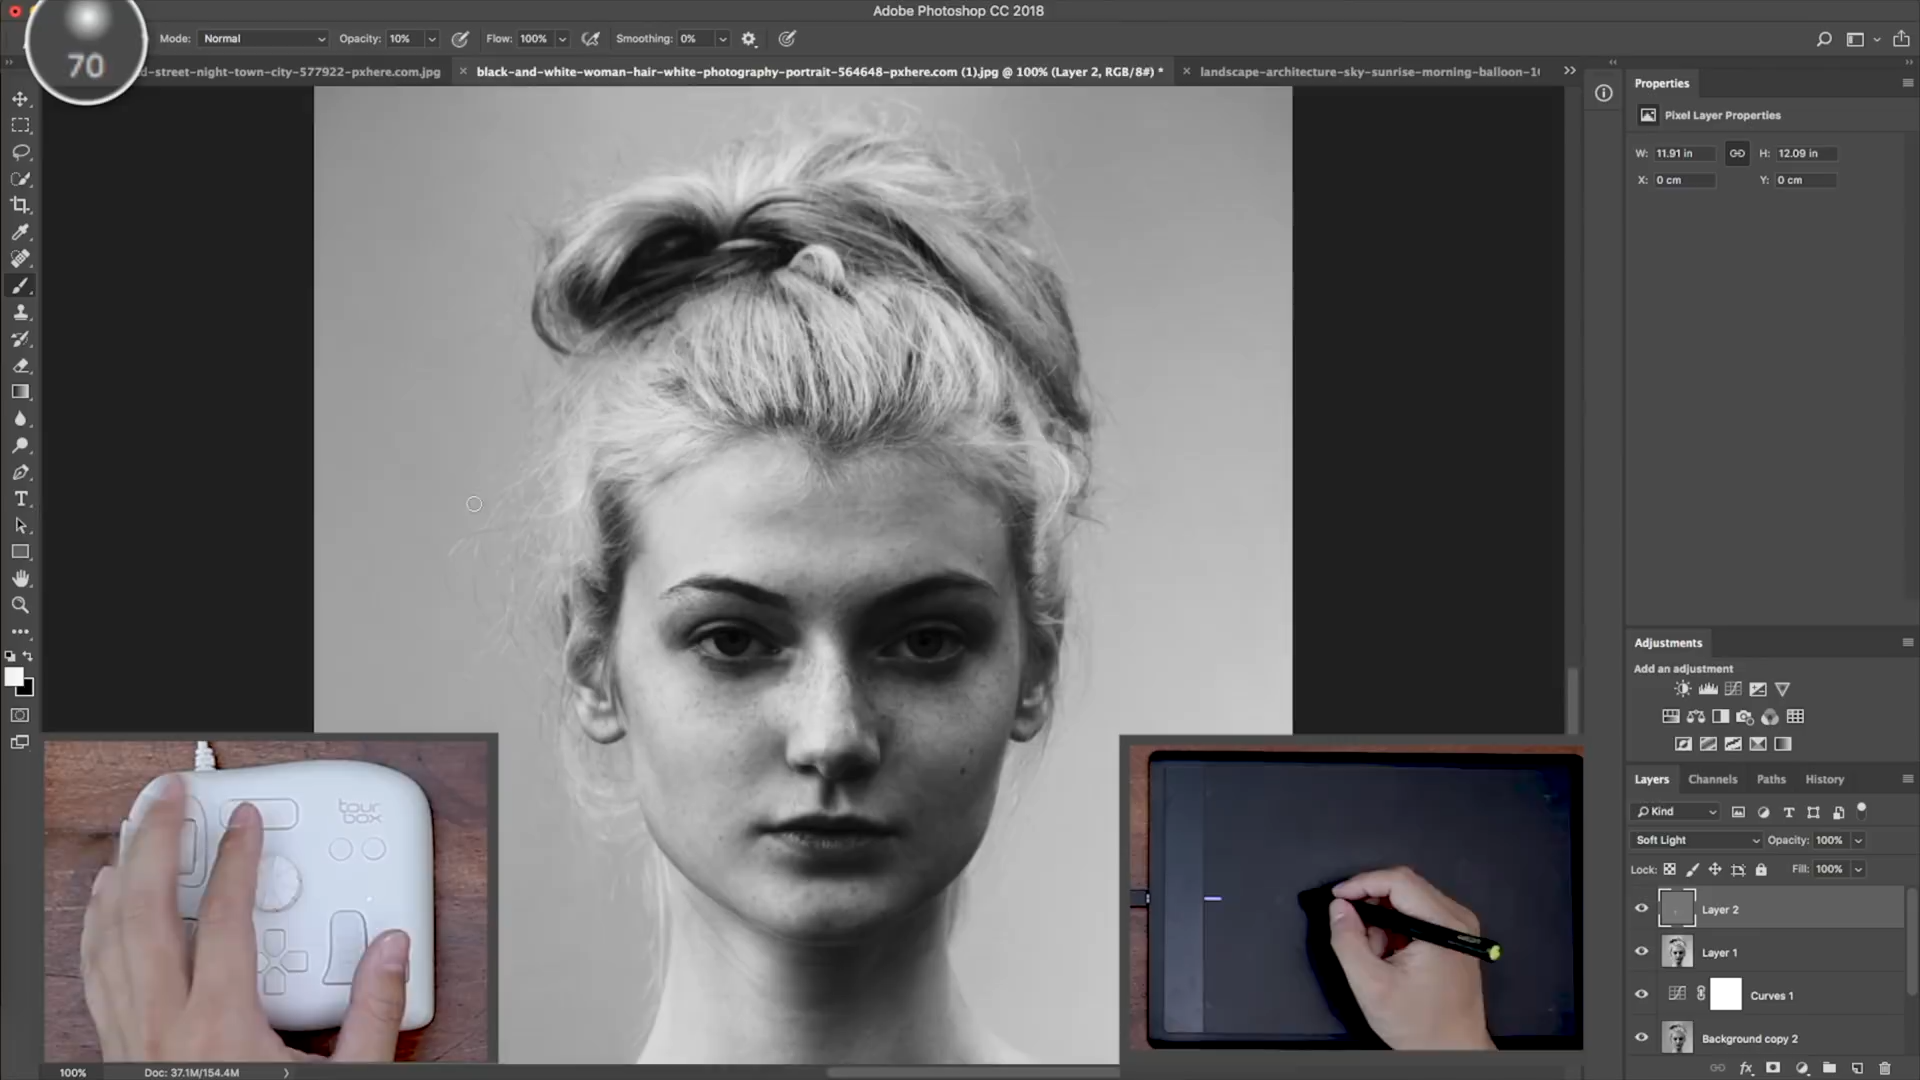 Adobe Photoshop CC 2018
70
Mode: Normal Opacity: 10% Flow: 100% Smoothing: 0%
d-street-night-town-city-577922-pxhere.com.jpg
black-and-white-woman-hair-white-photography-portrait-564648-pxhere.com (1).jpg @ 100% (Layer 2, RGB/8#) *
landscape-architecture-sky-sunrise-morning-balloon-1
Properties
Pixel Layer Properties
W: 11.91 in H: 12.09 in
X: 0 cm Y: 0 cm
Adjustments
Add an adjustment
Layers Channels Paths History
Kind
Soft Light Opacity: 100%
Lock: Fill: 100%
Layer 2
Layer 1
Curves 1
Background copy 2
tour
box
100% Doc: 37.1M/154.4M